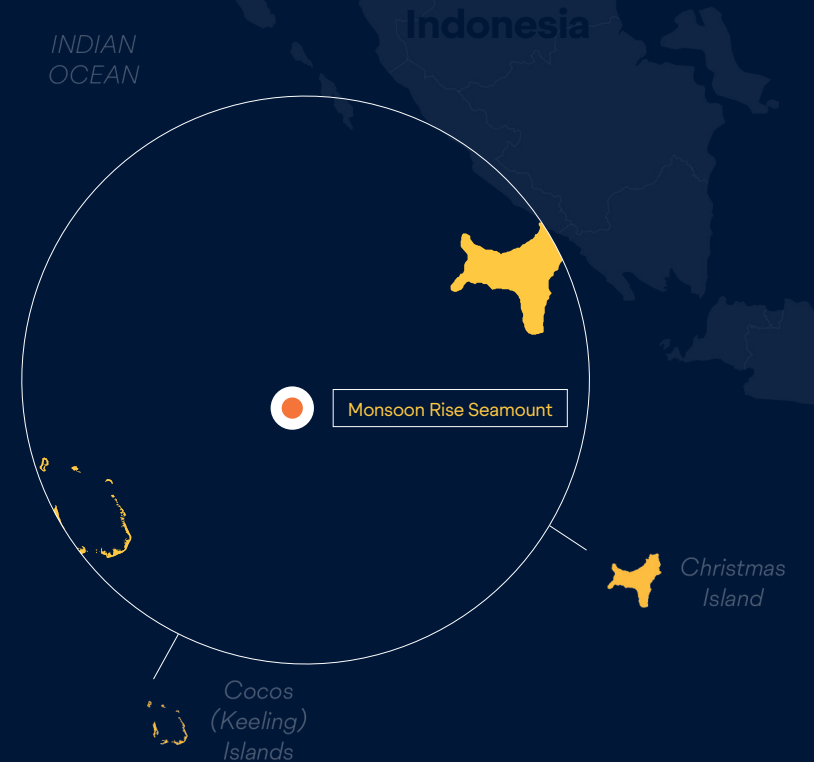 Indonesia
INDIAN
OCEAN
Monsoon Rise Seamount
Christmas
Island
Cocos
(Keeling)
Islands